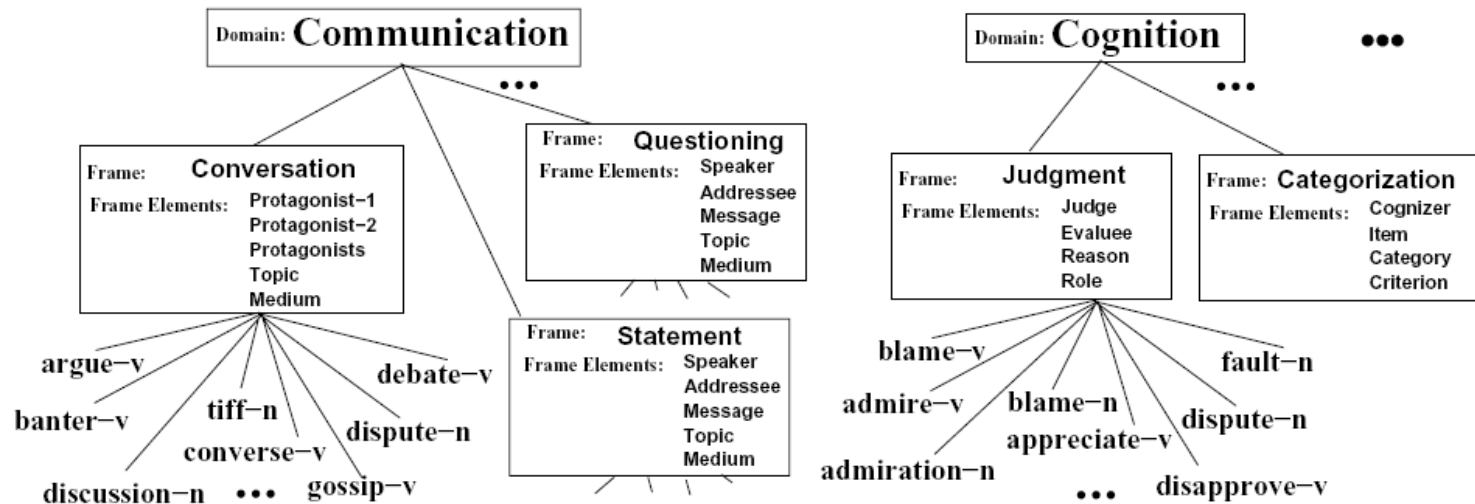 Domain: Communication
Domain: Cognition
Frame: Conversation
Frame Elements: Protagonist−1
Protagonist−2
Protagonists
Topic
Medium
argue−v
banter−v
discussion−n
tiff−n
converse−v
gossip−v
dispute−n
debate−v
Frame: Questioning
Frame Elements: Speaker
Addressee
Message
Topic
Medium
Frame: Statement
Frame Elements: Speaker
Addressee
Message
Topic
Medium
Frame: Judgment
Frame Elements: Judge
Evaluee
Reason
Role
blame−v
admire−v
admiration−n
blame−n
appreciate−v
disapprove−v
dispute−n
fault−n
Frame: Categorization
Frame Elements: Cognizer
Item
Category
Criterion